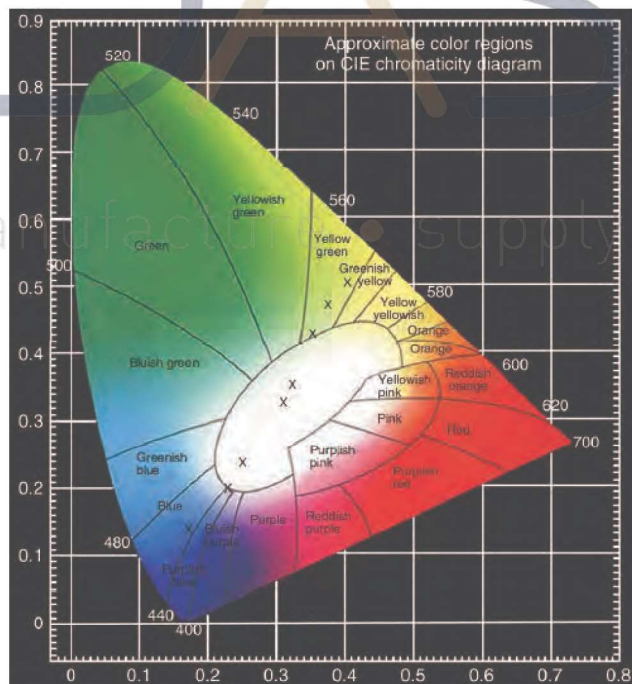 Approximate color regions
on CIE chromaticity diagram
0.9
0.8
0.7
0.6
0.5
0.4
0.3
0.2
0.1
0
520
540
560
580
600
620
700
500
480
440
400
Green
Yellowish
green
Yellow
green
Greenish
yellow
Yellow
yellowish
Orange
Orange
Reddish
orange
Yellowish
pink
Pink
Red
Purplish
pink
Purplish
red
Reddish
purple
Purple
Bluish
purple
Purplish
blue
Blue
Greenish
blue
Bluish green
x
x
x
x
x
x
x
x
supply
0 0.1 0.2 0.3 0.4 0.5 0.6 0.7 0.8